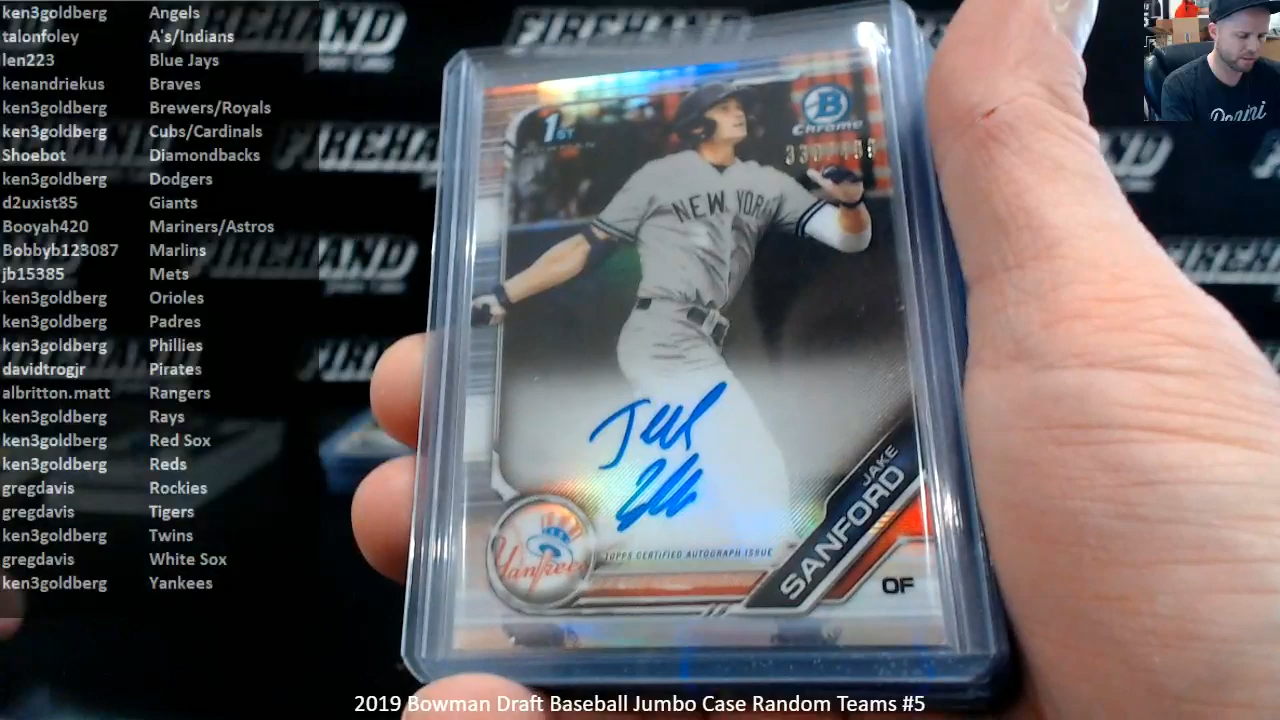 ken3goldberg Angels
talonfoley A's/Indians
len223 Blue Jays
kenandriekus Braves
ken3goldberg Brewers/Royals
ken3goldberg Cubs/Cardinals
Shoebot Diamondbacks
ken3goldberg Dodgers
d2uxist85 Giants
Booyah420 Mariners/Astros
Bobbyb123087 Marlins
jb15385 Mets
ken3goldberg Orioles
ken3goldberg Padres
ken3goldberg Phillies
davidtrogjr Pirates
albritton.matt Rangers
ken3goldberg Rays
ken3goldberg Red Sox
ken3goldberg Reds
gregdavis Rockies
gregdavis Tigers
ken3goldberg Twins
gregdavis White Sox
ken3goldberg Yankees
FIREHAND
FIREHAND
FIREHAND
1ST
B
Chrome
NEW YORK
TOPPS CERTIFIED AUTOGRAPH ISSUE
Yankees
JAKE
SANFORD
OF
2019 Bowman Draft Baseball Jumbo Case Random Teams #5